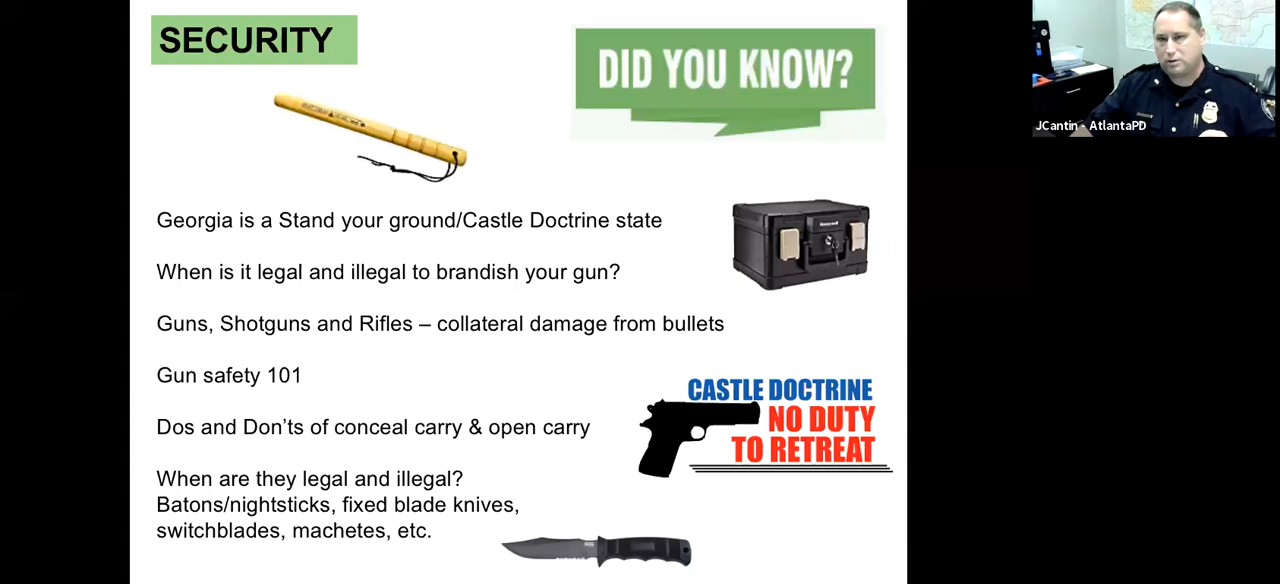 SECURITY
DID YOU KNOW?
JCantin - AtlantaPD
Georgia is a Stand your ground/Castle Doctrine state
Honeywell
When is it legal and illegal to brandish your gun?
Guns, Shotguns and Rifles – collateral damage from bullets
Gun safety 101
CASTLE DOCTRINE
NO DUTY
TO RETREAT
Dos and Don’ts of conceal carry & open carry
When are they legal and illegal?
Batons/nightsticks, fixed blade knives,
switchblades, machetes, etc.